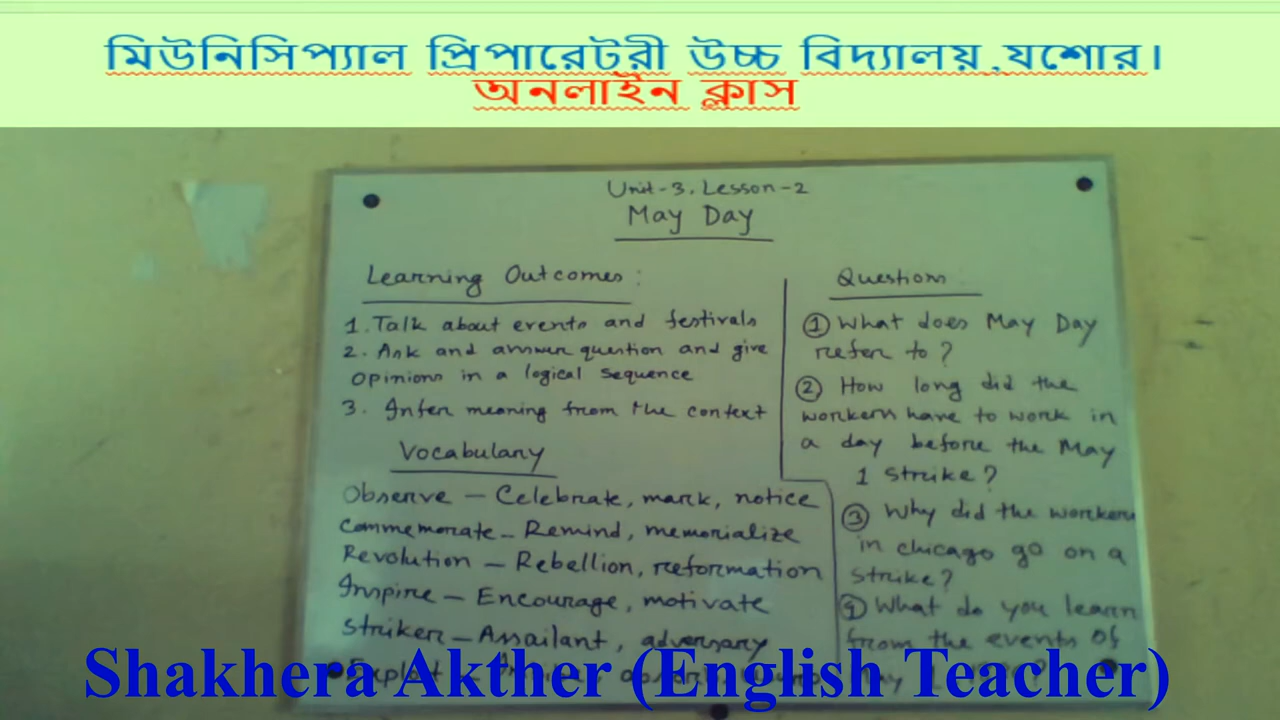 মিউনিসিপ্যাল প্রিপারেটরী উচ্চ বিদ্যালয়,যশোর।
অনলাইন ক্লাস
Unit-3, Lesson-2
May Day
Learning Outcomes:
1. Talk about events and festivals
2. Ask and answer question and give
opinions in a logical sequence
3. Infer meaning from the context
Vocabulary
Observe – Celebrate, mark, notice
Commemorate – Remind, memorialize
Revolution – Rebellion, reformation
Inspire – Encourage, motivate
Striker – Assailant, adversary
Exploit
Question
① What does May Day
refer to?
② How long did the
workers have to work in
a day before the May
1 strike?
③ Why did the workers
in chicago go on a
strike?
④ What do you learn
from the events of
Shakhera Akther (English Teacher)